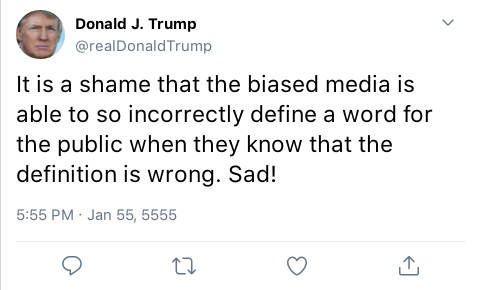 Donald J. Trump
@realDonaldTrump
It is a shame that the biased media is
able to so incorrectly define a word for
the public when they know that the
definition is wrong. Sad!
5:55 PM · Jan 55, 5555